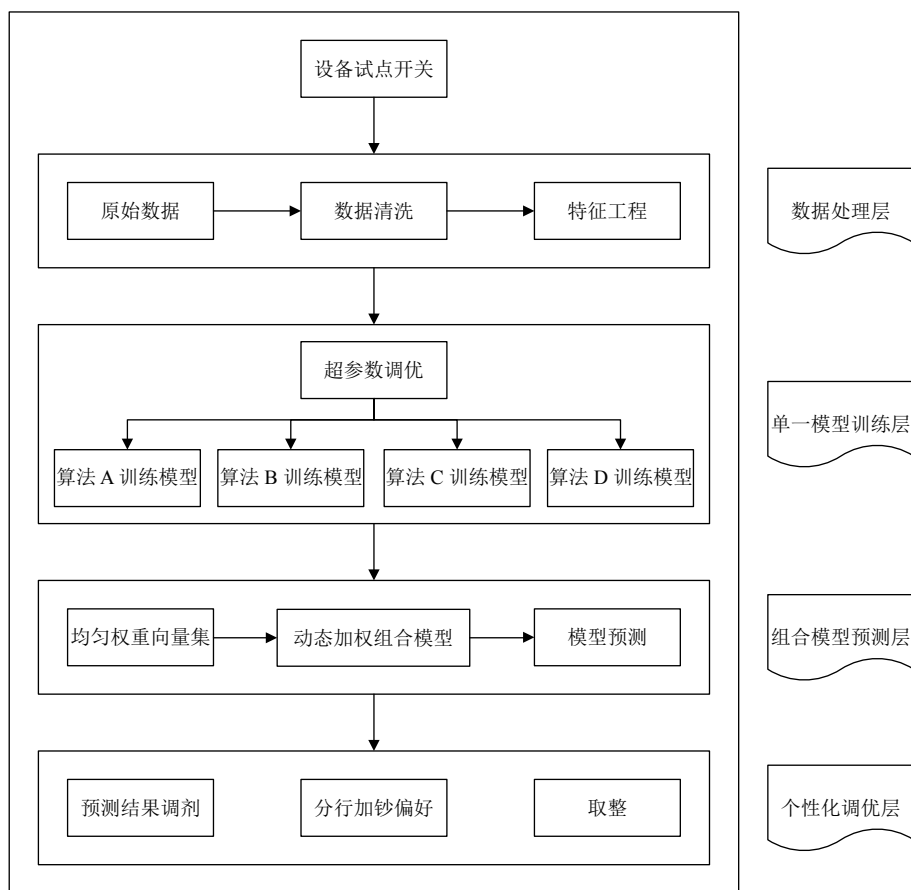 设备试点开关
原始数据
数据清洗
特征工程
数据处理层
超参数调优
单一模型训练层
算法 A 训练模型
算法 B 训练模型
算法 C 训练模型
算法 D 训练模型
均匀权重向量集
动态加权组合模型
模型预测
组合模型预测层
预测结果调剂
分行加钞偏好
取整
个性化调优层